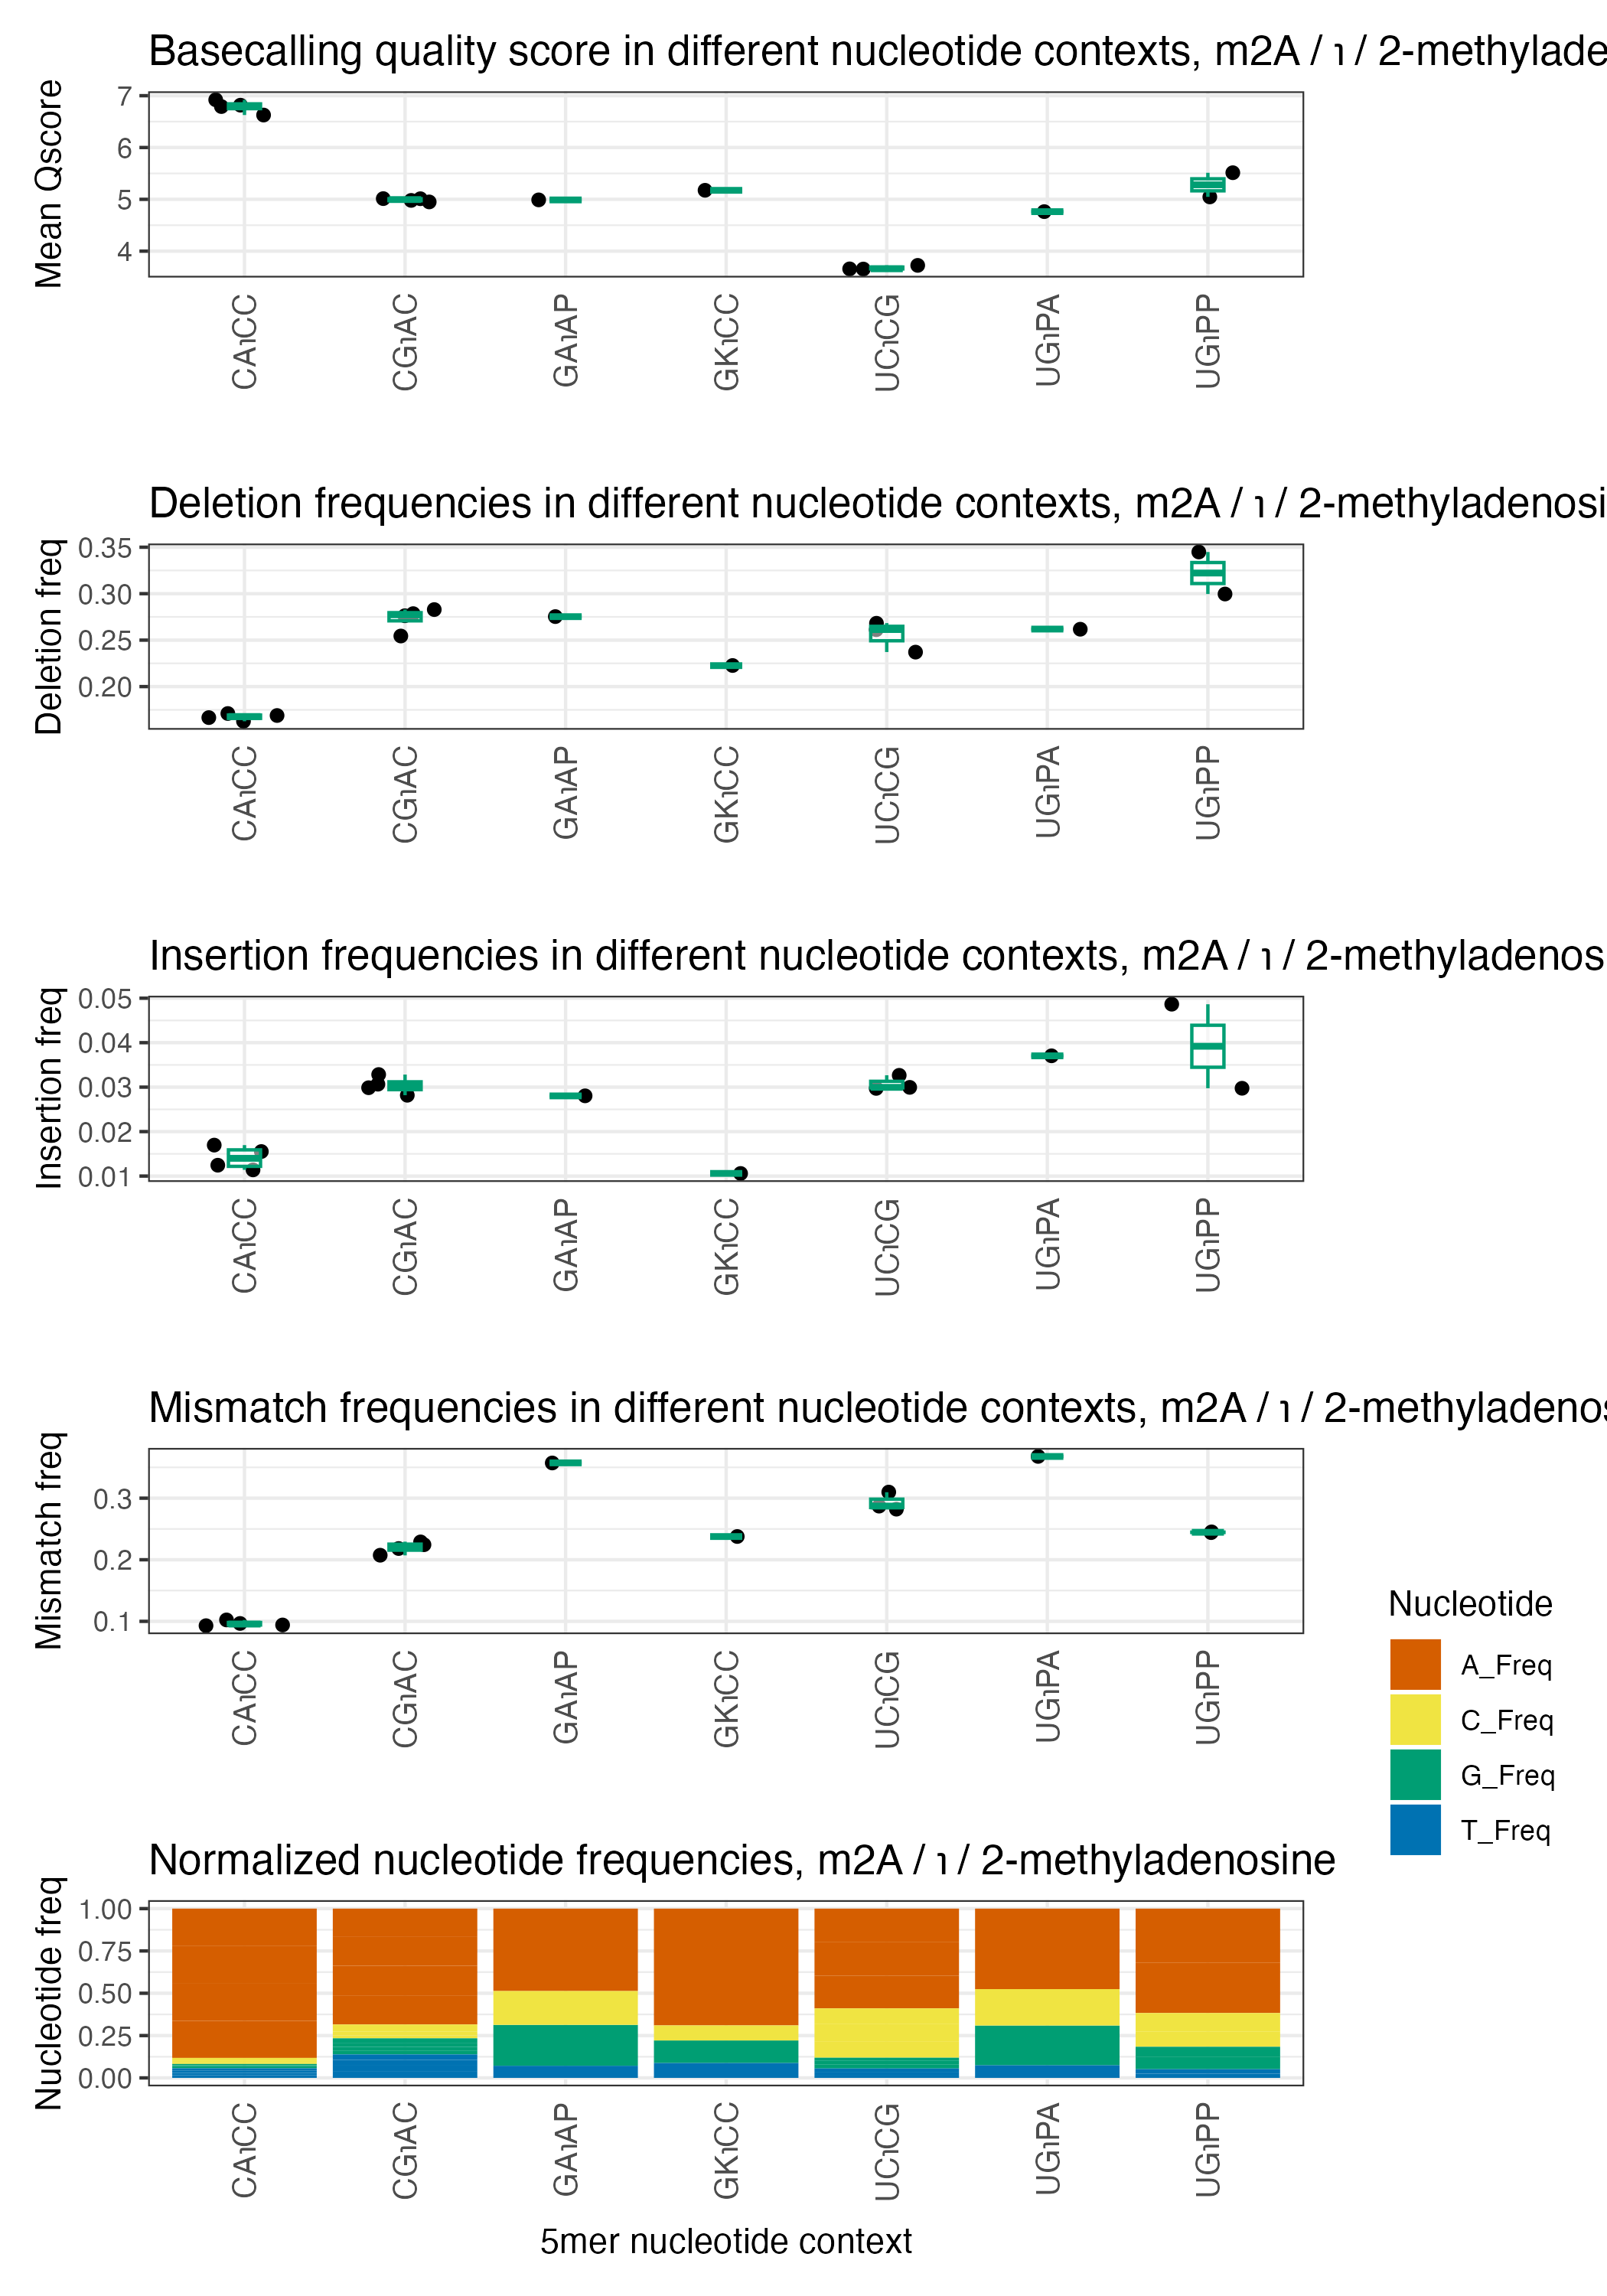 Basecalling quality score in different nucleotide contexts, m2A / ı / 2-methylade
Mean Qscore
7
6
5
4
CAıCC
CGıAC
GAıAP
GKıCC
UCıCG
UGıPA
UGıPP
Deletion frequencies in different nucleotide contexts, m2A / ı / 2-methyladenosi
Deletion freq
0.35
0.30
0.25
0.20
CAıCC
CGıAC
GAıAP
GKıCC
UCıCG
UGıPA
UGıPP
Insertion frequencies in different nucleotide contexts, m2A / ı / 2-methyladenos
Insertion freq
0.05
0.04
0.03
0.02
0.01
CAıCC
CGıAC
GAıAP
GKıCC
UCıCG
UGıPA
UGıPP
Mismatch frequencies in different nucleotide contexts, m2A / ı / 2-methyladenos
Mismatch freq
0.3
0.2
0.1
CAıCC
CGıAC
GAıAP
GKıCC
UCıCG
UGıPA
UGıPP
Nucleotide
A_Freq
C_Freq
G_Freq
T_Freq
Normalized nucleotide frequencies, m2A / ı / 2-methyladenosine
Nucleotide freq
1.00
0.75
0.50
0.25
0.00
CAıCC
CGıAC
GAıAP
GKıCC
UCıCG
UGıPA
UGıPP
5mer nucleotide context